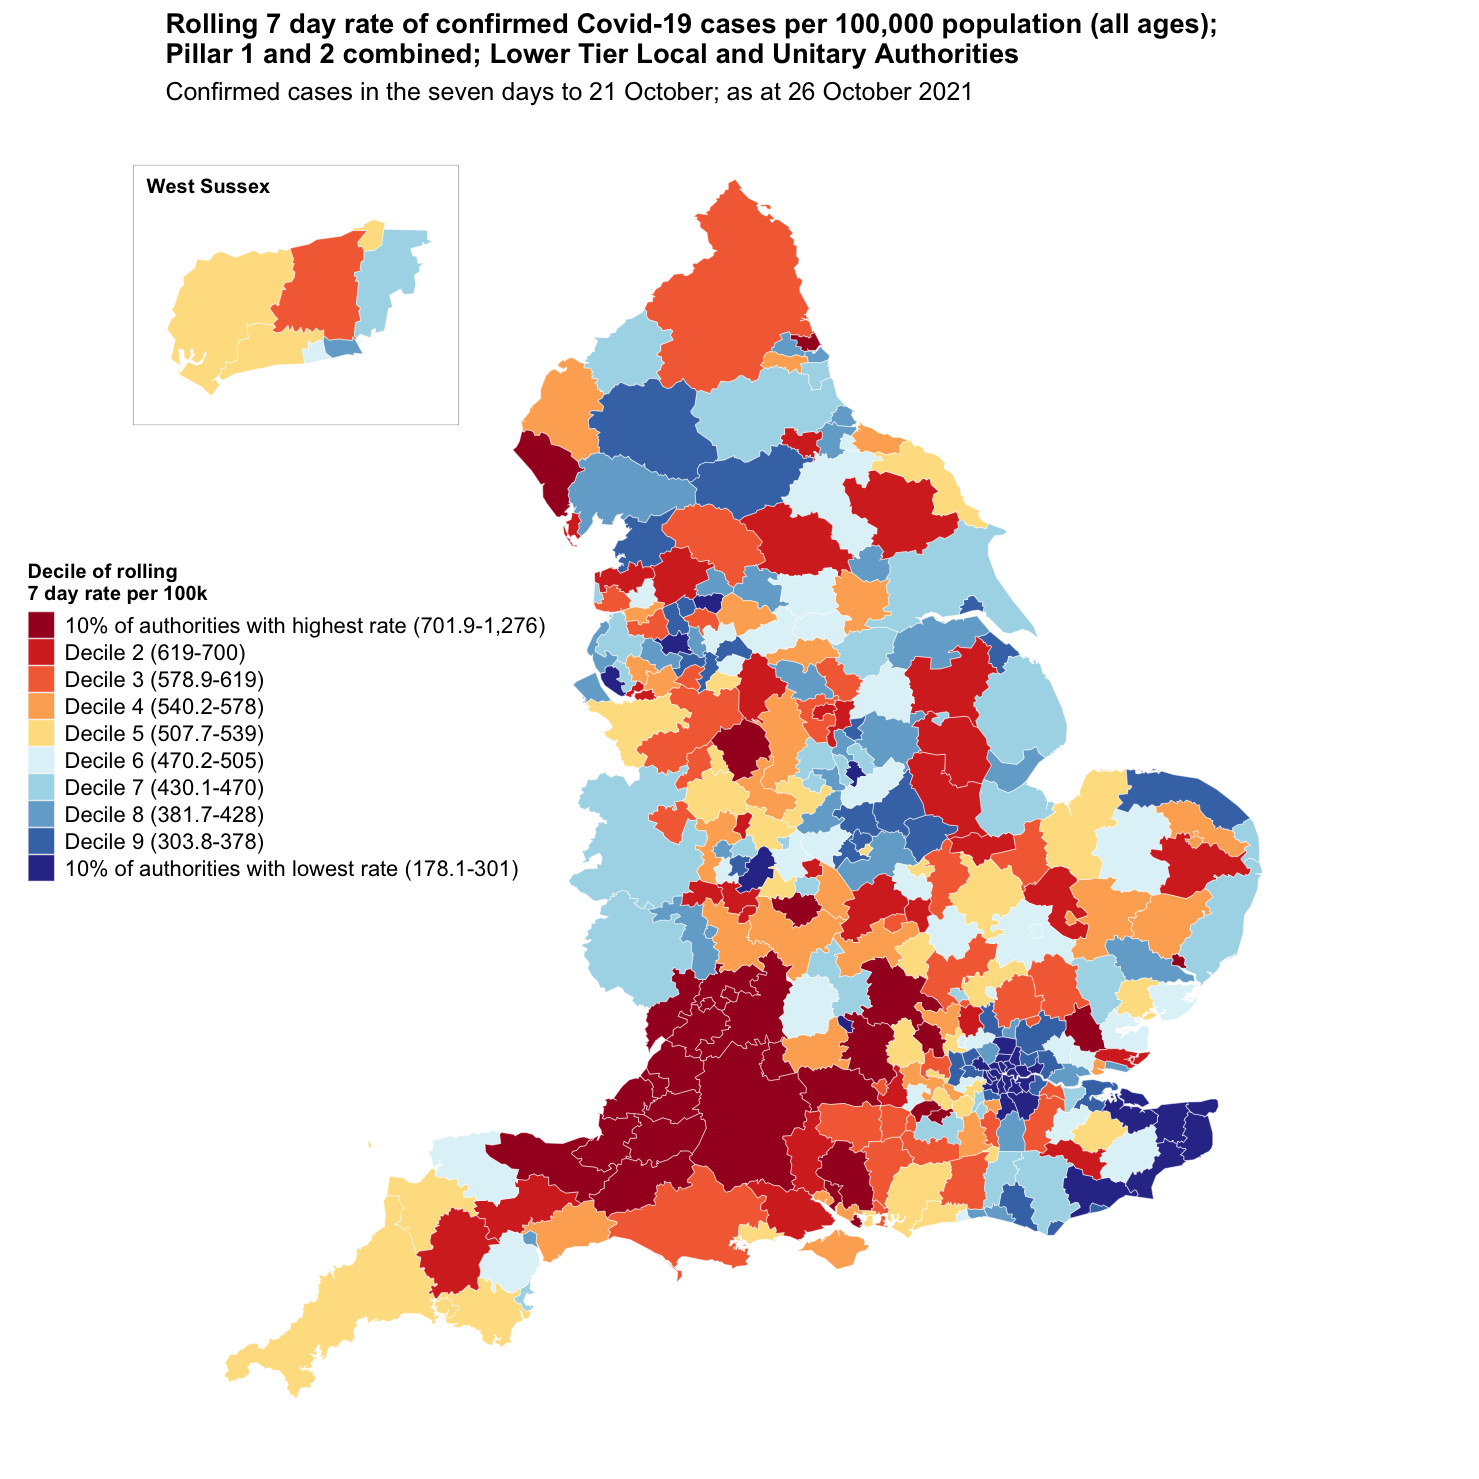 Rolling 7 day rate of confirmed Covid-19 cases per 100,000 population (all ages);
Pillar 1 and 2 combined; Lower Tier Local and Unitary Authorities
Confirmed cases in the seven days to 21 October; as at 26 October 2021
West Sussex
Decile of rolling
7 day rate per 100k
10% of authorities with highest rate (701.9-1,276)
Decile 2 (619-700)
Decile 3 (578.9-619)
Decile 4 (540.2-578)
Decile 5 (507.7-539)
Decile 6 (470.2-505)
Decile 7 (430.1-470)
Decile 8 (381.7-428)
Decile 9 (303.8-378)
10% of authorities with lowest rate (178.1-301)